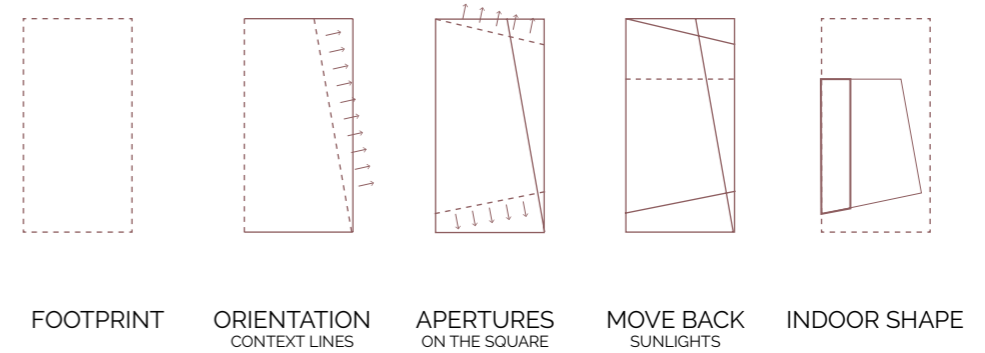 FOOTPRINT
ORIENTATION
CONTEXT LINES
APERTURES
ON THE SQUARE
MOVE BACK
SUNLIGHTS
INDOOR SHAPE